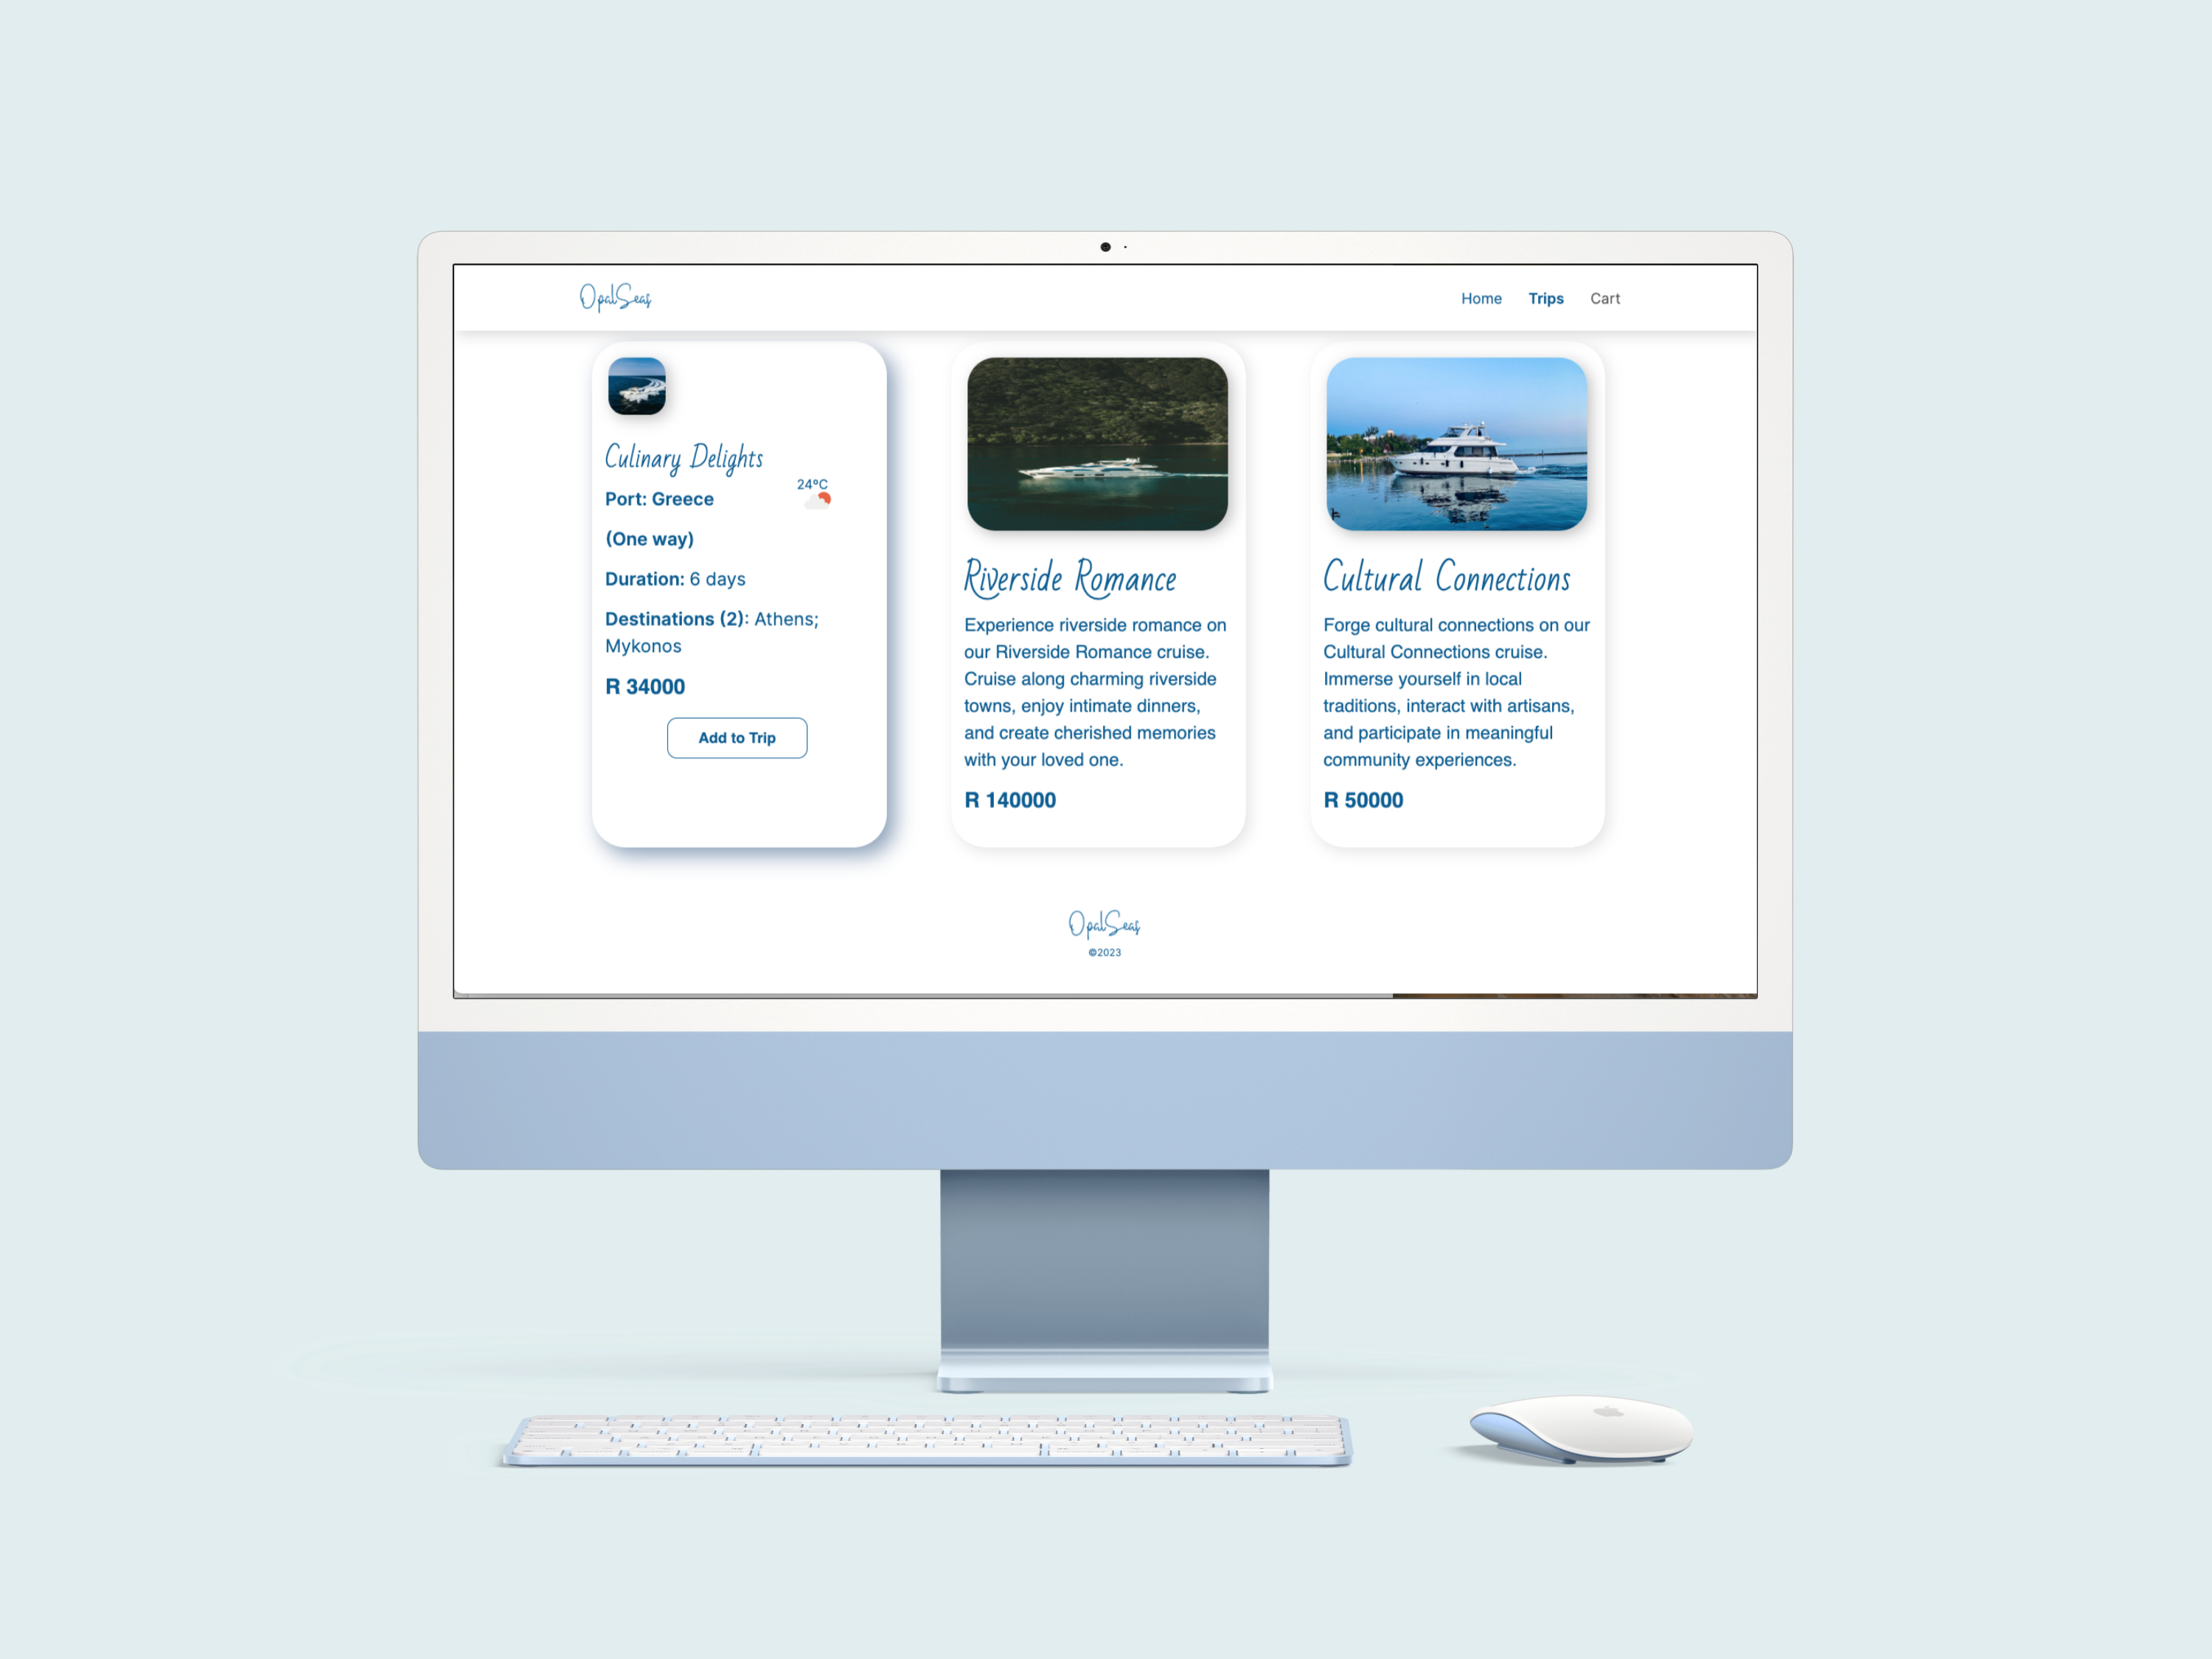 OpalSeas
Home Trips Cart
Culinary Delights
24°C
Port: Greece
(One way)
Duration: 6 days
Destinations (2): Athens;
Mykonos
R 34000
Add to Trip
Riverside Romance
Experience riverside romance on
our Riverside Romance cruise.
Cruise along charming riverside
towns, enjoy intimate dinners,
and create cherished memories
with your loved one.
R 140000
Cultural Connections
Forge cultural connections on our
Cultural Connections cruise.
Immerse yourself in local
traditions, interact with artisans,
and participate in meaningful
community experiences.
R 50000
OpalSeas
©2023